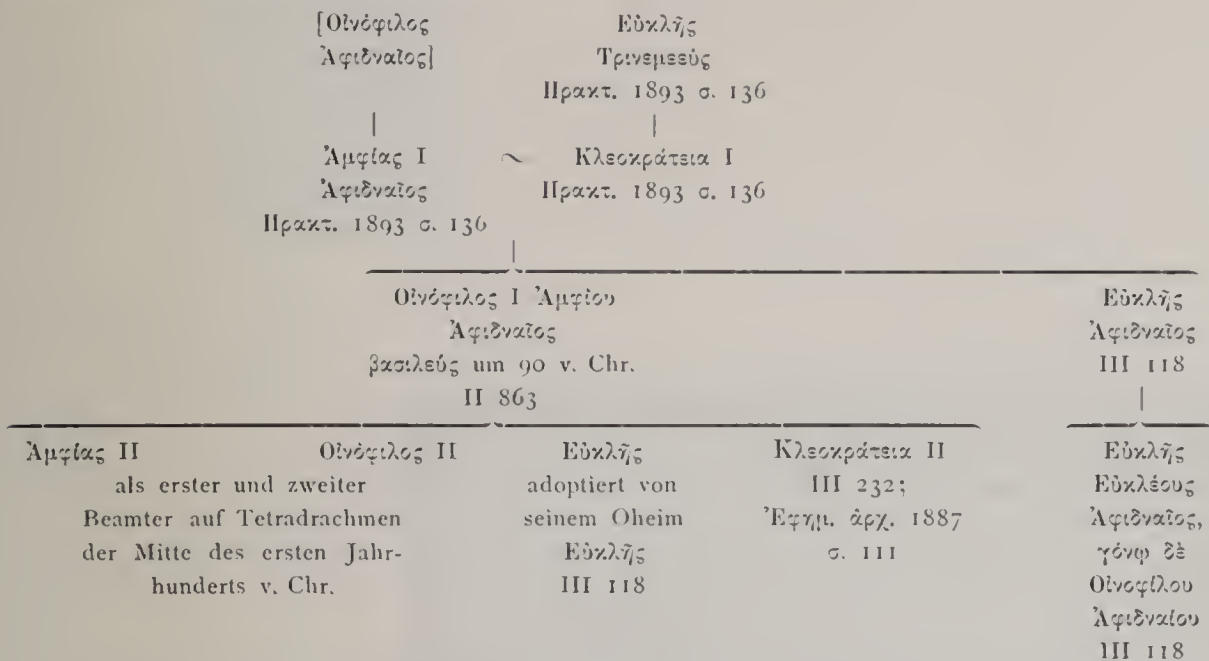 [Οἰνόφιλος Εὐκλῆς
Ἀφιδναῖος] Τρινεμεεύς
Πρακτ. 1893 σ. 136
Ἀμφίας I ~ Κλεοκράτεια I
Ἀφιδναῖος Πρακτ. 1893 σ. 136
Πρακτ. 1893 σ. 136
Οἰνόφιλος I Ἀμφίου Εὐκλῆς
Ἀφιδναῖος Ἀφιδναῖος
βασιλεύς um 90 v. Chr. III 118
II 863
Ἀμφίας II Οἰνόφιλος II Εὐκλῆς Κλεοκράτεια II Εὐκλῆς
als erster und zweiter adoptiert von III 232; Εὐκλέους
Beamter auf Tetradrachmen seinem Oheim Ἐφημ. ἀρχ. 1887 Ἀφιδναῖος,
der Mitte des ersten Jahr- Εὐκλῆς σ. 111 γόνῳ δὲ
hunderts v. Chr. III 118 Οἰνοφίλου
Ἀφιδναίου
III 118